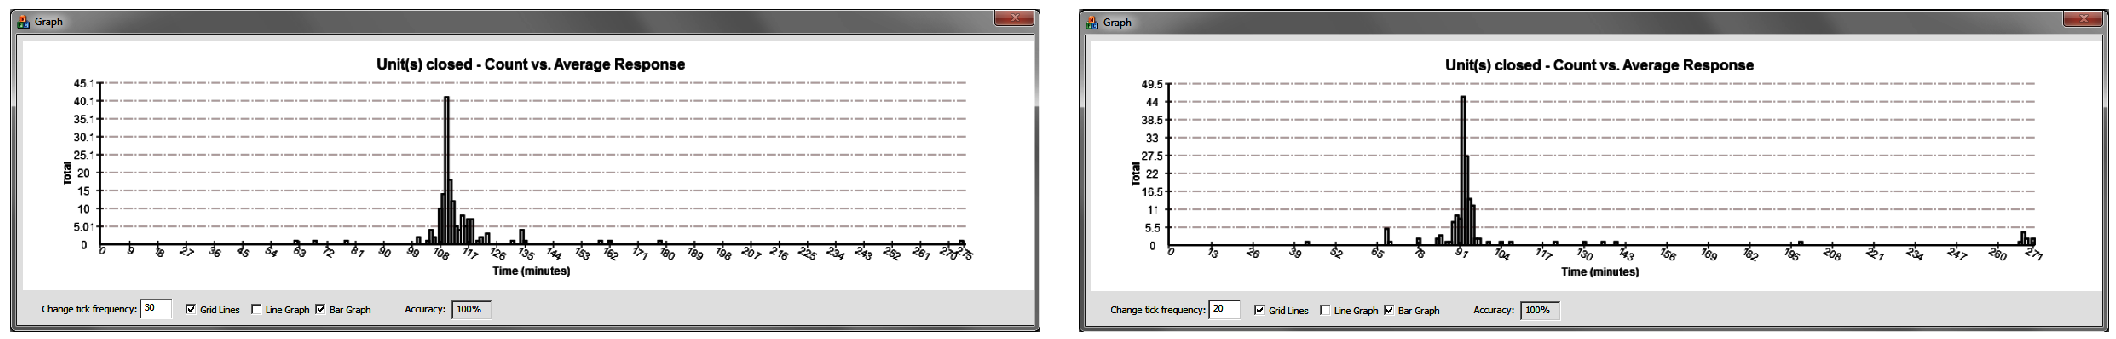 Graph
Unit(s) closed - Count vs. Average Response
45.1
40.1
35.1
30.1
25.1
20
15
10
5.01
0
Total
0 9 18 27 36 45 54 63 72 81 90 99 108 117 126 135 144 153 162 171 180 189 198 207 216 225 234 243 252 261 270 275
Time (minutes)
Change tick frequency: 30 Grid Lines Line Graph Bar Graph Accuracy: 100%
Graph
Unit(s) closed - Count vs. Average Response
49.5
44
38.5
33
27.5
22
16.5
11
5.5
0
Total
0 13 26 39 52 65 78 91 104 117 130 143 156 169 182 195 208 221 234 247 260 271
Time (minutes)
Change tick frequency: 20 Grid Lines Line Graph Bar Graph Accuracy: 100%